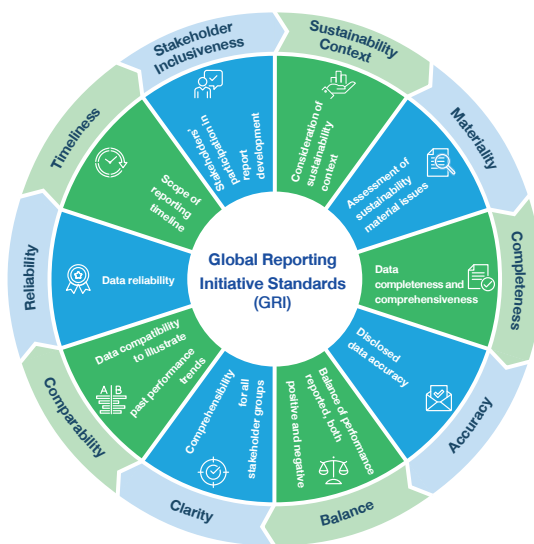 Stakeholder
Inclusiveness
Stakeholders'
participation in
report
development
Sustainability
Context
Consideration of
sustainability
context
Materiality
Assessment of
sustainability
material issues
Completeness
Data
completeness and
comprehensiveness
Accuracy
Disclosed
data accuracy
Balance
Balance of performance
reported, both
positive and negative
Clarity
Comprehensibility
for all
stakeholder groups
Comparability
Data compatibility
to illustrate
past performance
trends
A B
Reliability
Data reliability
Timeliness
Scope of
reporting
timeline
Global Reporting
Initiative Standards
(GRI)